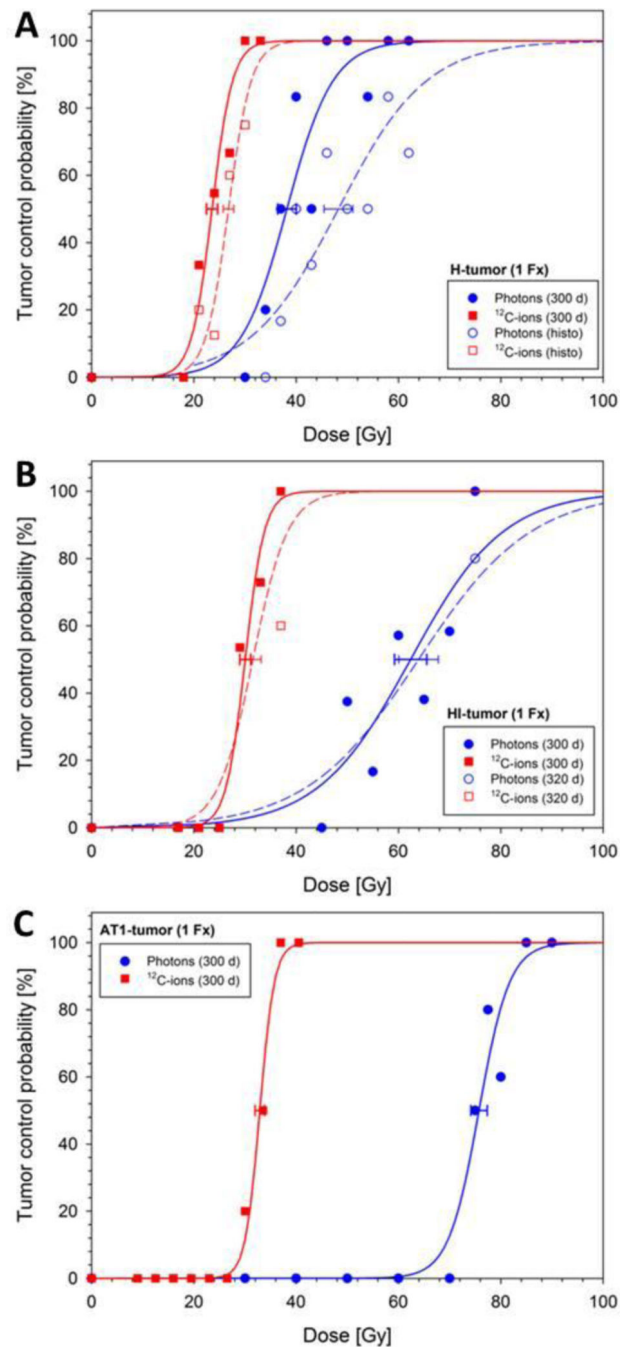 A
Tumor control probability [%]
100
80
60
40
20
0
H-tumor (1 Fx)
Photons (300 d)
¹²C-ions (300 d)
Photons (histo)
¹²C-ions (histo)
0 20 40 60 80 100
Dose [Gy]
B
Tumor control probability [%]
100
80
60
40
20
0
HI-tumor (1 Fx)
Photons (300 d)
¹²C-ions (300 d)
Photons (320 d)
¹²C-ions (320 d)
0 20 40 60 80 100
Dose [Gy]
C
Tumor control probability [%]
100
80
60
40
20
0
AT1-tumor (1 Fx)
Photons (300 d)
¹²C-ions (300 d)
0 20 40 60 80 100
Dose [Gy]